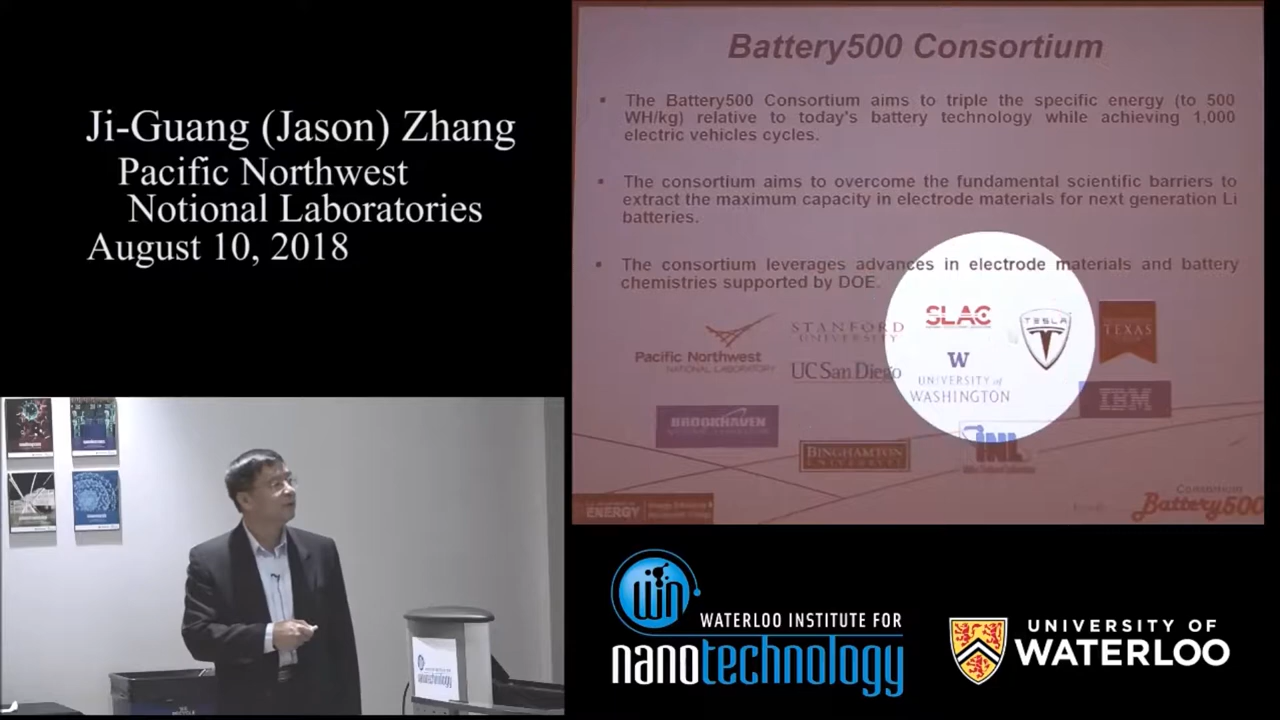 Ji-Guang (Jason) Zhang
Pacific Northwest
Notional Laboratories
August 10, 2018
Battery500 Consortium
▪ The Battery500 Consortium aims to triple the specific energy (to 500
WH/kg) relative to today's battery technology while achieving 1,000
electric vehicles cycles.
▪ The consortium aims to overcome the fundamental scientific barriers to
extract the maximum capacity in electrode materials for next generation Li
batteries.
▪ The consortium leverages advances in electrode materials and battery
chemistries supported by DOE.
Pacific Northwest
NATIONAL LABORATORY
STANFORD
UNIVERSITY
UC San Diego
SLAC
W
UNIVERSITY of
WASHINGTON
TESLA
TEXAS
IBM
BROOKHAVEN
NATIONAL LABORATORY
BINGHAMTON
UNIVERSITY
INL
ENERGY
Consortium
Battery500
win
WATERLOO INSTITUTE FOR
nanotechnology
UNIVERSITY OF
WATERLOO